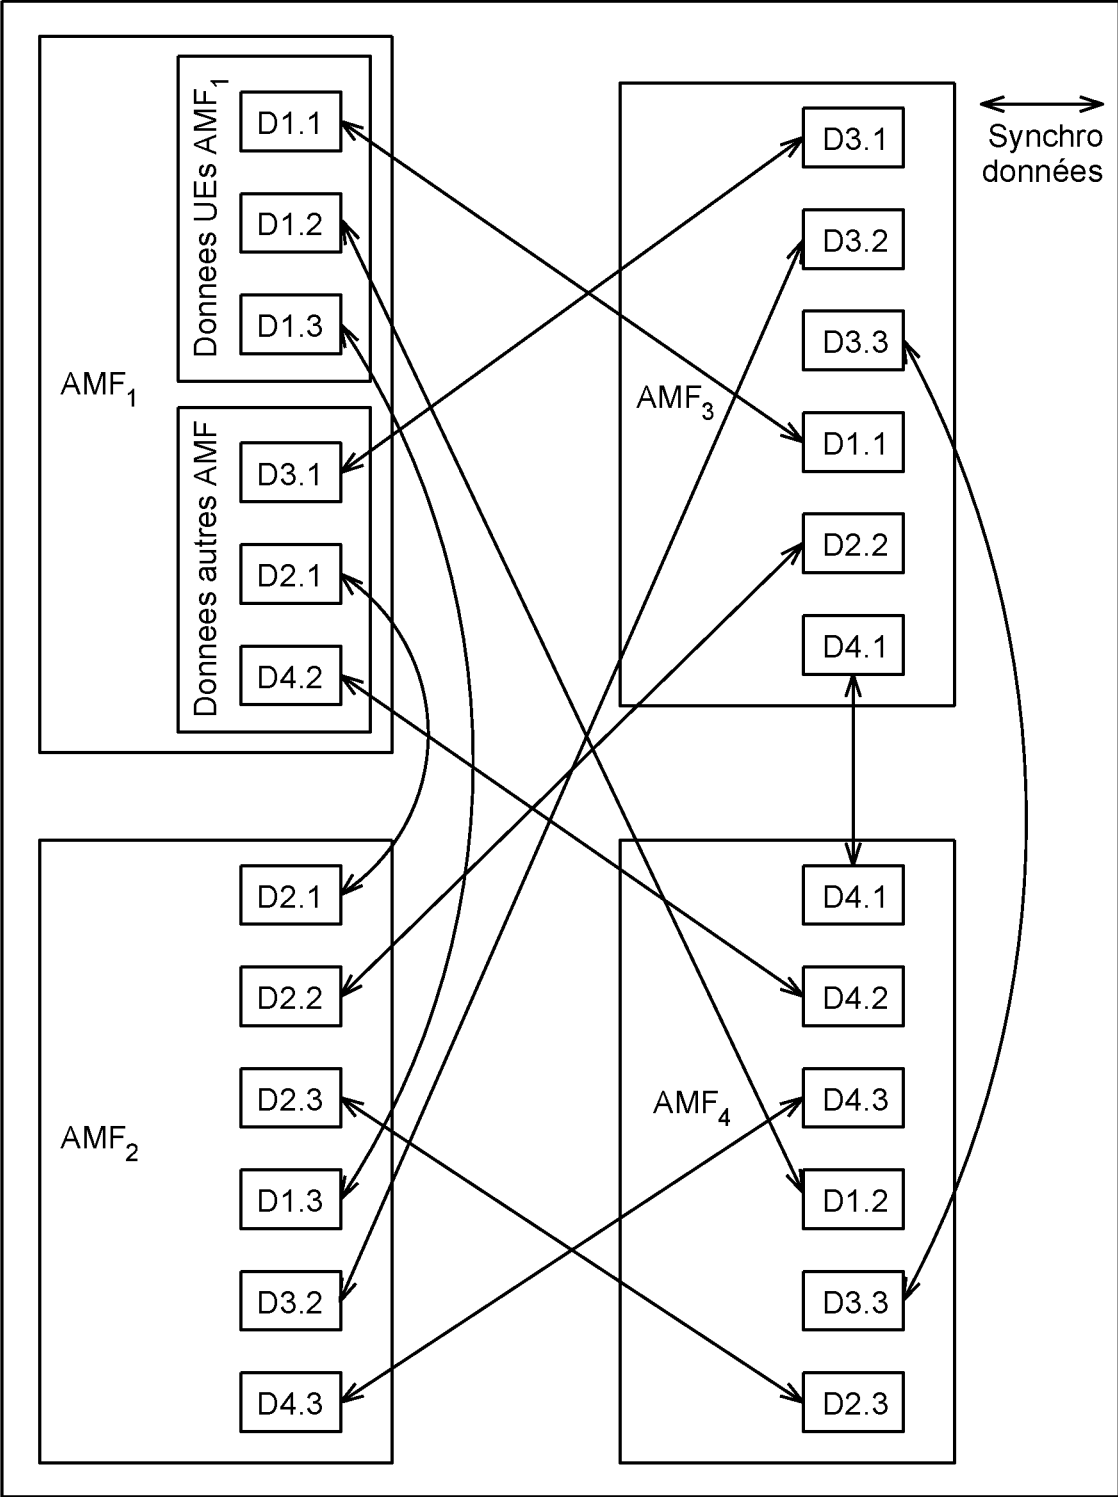 AMF1
Donnees UEs AMF1
D1.1
D1.2
D1.3
Donnees autres AMF
D3.1
D2.1
D4.2
AMF2
D2.1
D2.2
D2.3
D1.3
D3.2
D4.3
AMF3
D3.1
D3.2
D3.3
D1.1
D2.2
D4.1
AMF4
D4.1
D4.2
D4.3
D1.2
D3.3
D2.3
Synchro
données